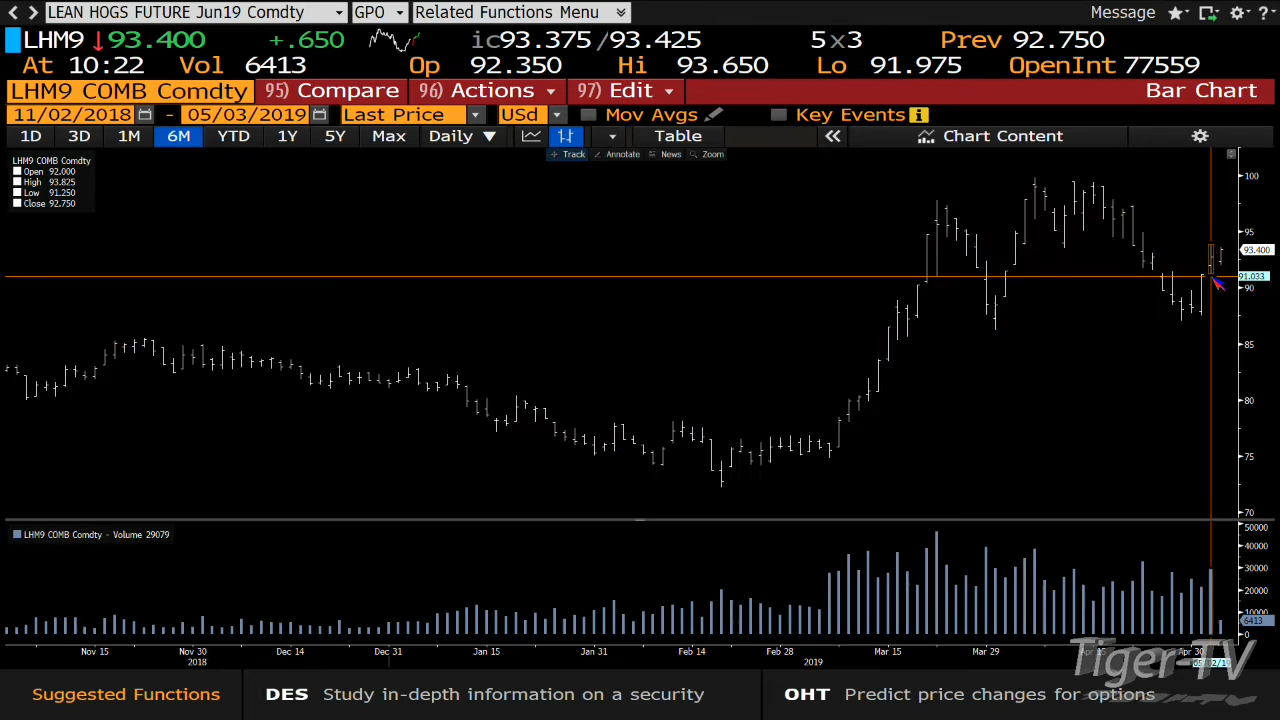 LEAN HOGS FUTURE Jun19 Comdty GPO Related Functions Menu Message ?
LHM9 ↓93.400 +.650 ic93.375/93.425 5x3 Prev 92.750
At 10:22 Vol 6413 Op 92.350 Hi 93.650 Lo 91.975 OpenInt 77559
LHM9 COMB Comdty 95) Compare 96) Actions 97) Edit Bar Chart
11/02/2018 - 05/03/2019 Last Price USd Mov Avgs Key Events i
1D 3D 1M 6M YTD 1Y 5Y Max Daily ▼ Table « Chart Content
Track Annotate News Zoom
LHM9 COMB Comdty
Open 92.000
High 93.825
Low 91.250
Close 92.750
100
95
93.400
91.033
90
85
80
75
70
LHM9 COMB Comdty - Volume 29079
50000
40000
30000
20000
10000
6413
0
Nov 15 Nov 30 Dec 14 Dec 31 Jan 15 Jan 31 Feb 14 Feb 28 Mar 15 Mar 29 Apr 15 Apr 30
2018 2019 05/02/19
Tiger-TV
Suggested Functions DES Study in-depth information on a security OHT Predict price changes for options